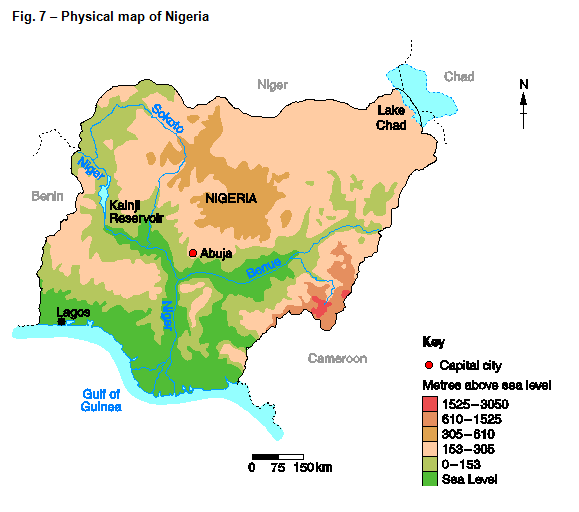 Fig. 7 – Physical map of Nigeria
Niger
Chad
N
Sokoto
Lake
Chad
Niger
Benin
Kainji
Reservoir
NIGERIA
Abuja
Benue
Lagos
Niger
Cameroon
Gulf of
Guinea
Key
Capital city
Metres above sea level
1525–3050
610–1525
305–610
153–305
0–153
Sea Level
0 75 150 km